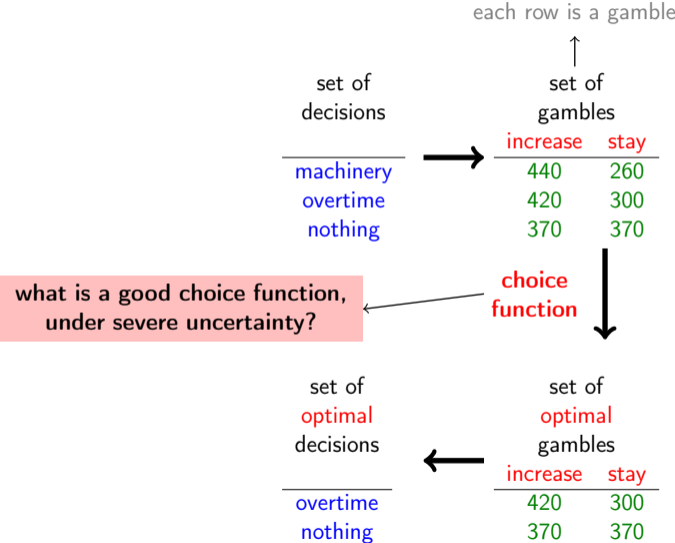 each row is a gamble
set of
decisions
machinery
overtime
nothing
set of
gambles
increase stay
440 260
420 300
370 370
choice
function
what is a good choice function,
under severe uncertainty?
set of
optimal
decisions
overtime
nothing
set of
optimal
gambles
increase stay
420 300
370 370